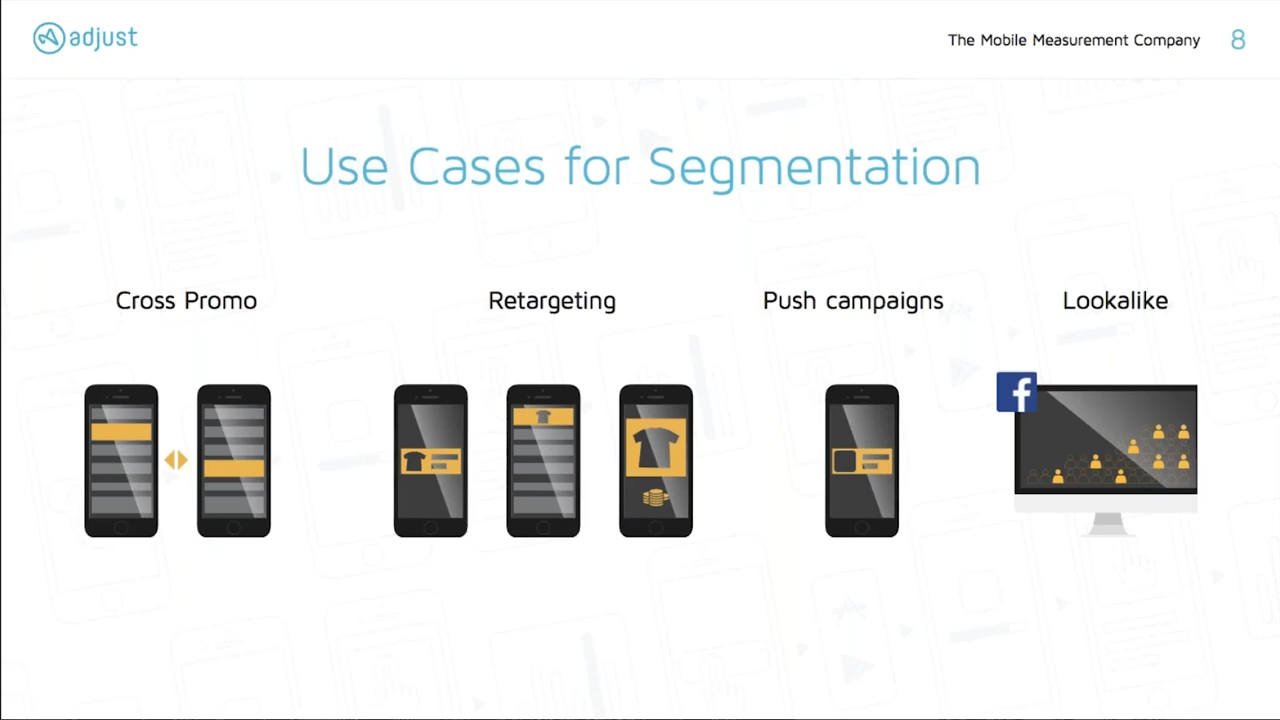 adjust
The Mobile Measurement Company 8
Use Cases for Segmentation
Cross Promo
Retargeting
Push campaigns
Lookalike